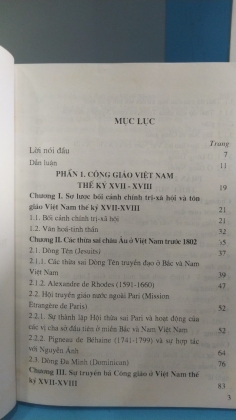 MỤC LỤC
Trang
Lời nói đầu 7
Dẫn luận 11
PHẦN 1. CÔNG GIÁO VIỆT NAM
THẾ KỶ XVII - XVIII 19
Chương I. Sơ lược bối cảnh chính trị-xã hội và tôn
giáo Việt Nam thế kỷ XVII-XVIII 21
1.1. Bối cảnh chính trị-xã hội 21
1.2. Văn hoá-tinh thần 32
Chương II. Các thừa sai châu Âu ở Việt Nam trước 1802 35
2.1. Dòng Tên (Jesuits) 37
2.1.1. Các thừa sai Dòng Tên truyền đạo ở Bắc và Nam
Việt Nam 39
2.1.2. Alexandre de Rhodes (1591-1660) 47
2.2. Hội truyền giáo nước ngoài Pari (Mission
Étrangère de Paris) 52
2.2.1. Sự thành lập Hội thừa sai Pari và hoạt động của
các vị cha sở đầu tiên ở miền Bắc và Nam Việt Nam 52
2.2.2. Pigneau de Behaine (1741-1799) và sự hợp tác
với Nguyễn Ánh 64
2.3. Dòng Đa Minh (Dominican) 76
Chương III. Sự truyền bá Công giáo ở Việt Nam thế
kỷ XVII-XVIII 83
3